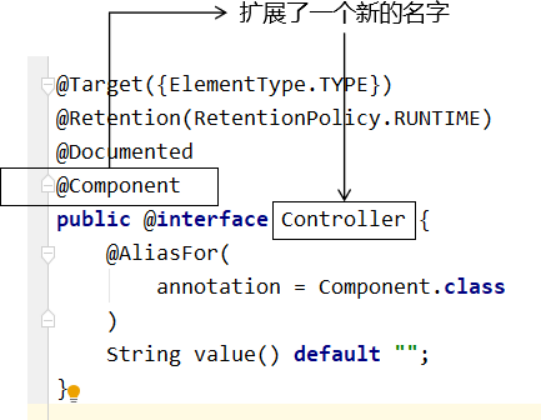 扩展了一个新的名字
@Target({ElementType.TYPE})
@Retention(RetentionPolicy.RUNTIME)
@Documented
@Component
public @interface Controller {
    @AliasFor(
        annotation = Component.class
    )
    String value() default "";
}